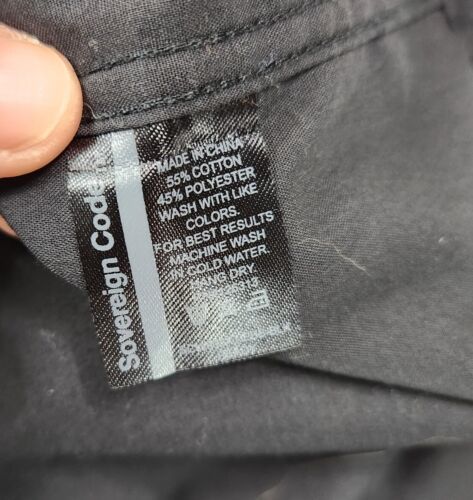 Sovereign Code
MADE IN CHINA
55% COTTON
45% POLYESTER
WASH WITH LIKE
COLORS.
FOR BEST RESULTS
MACHINE WASH
IN COLD WATER.
HANG DRY.